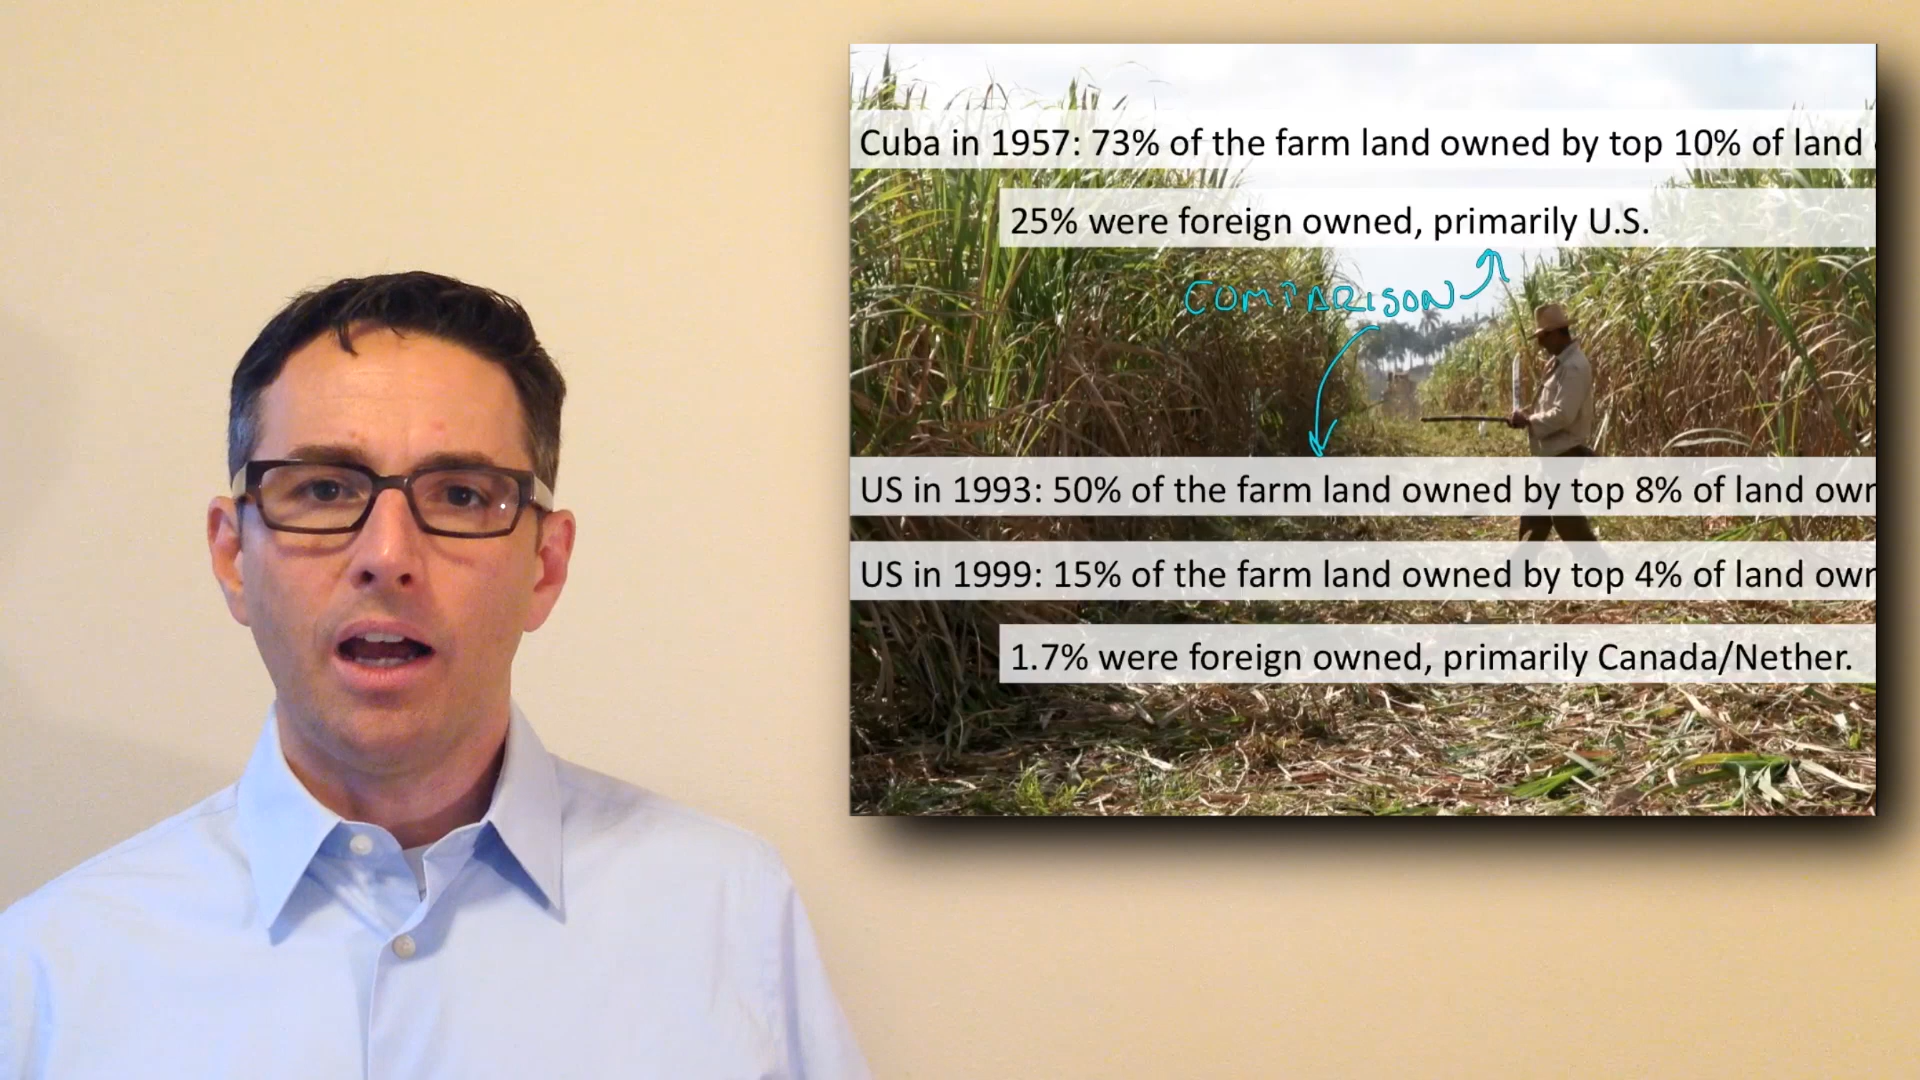 Cuba in 1957: 73% of the farm land owned by top 10% of land
25% were foreign owned, primarily U.S.
COMPARISON
US in 1993: 50% of the farm land owned by top 8% of land owr
US in 1999: 15% of the farm land owned by top 4% of land owr
1.7% were foreign owned, primarily Canada/Nether.